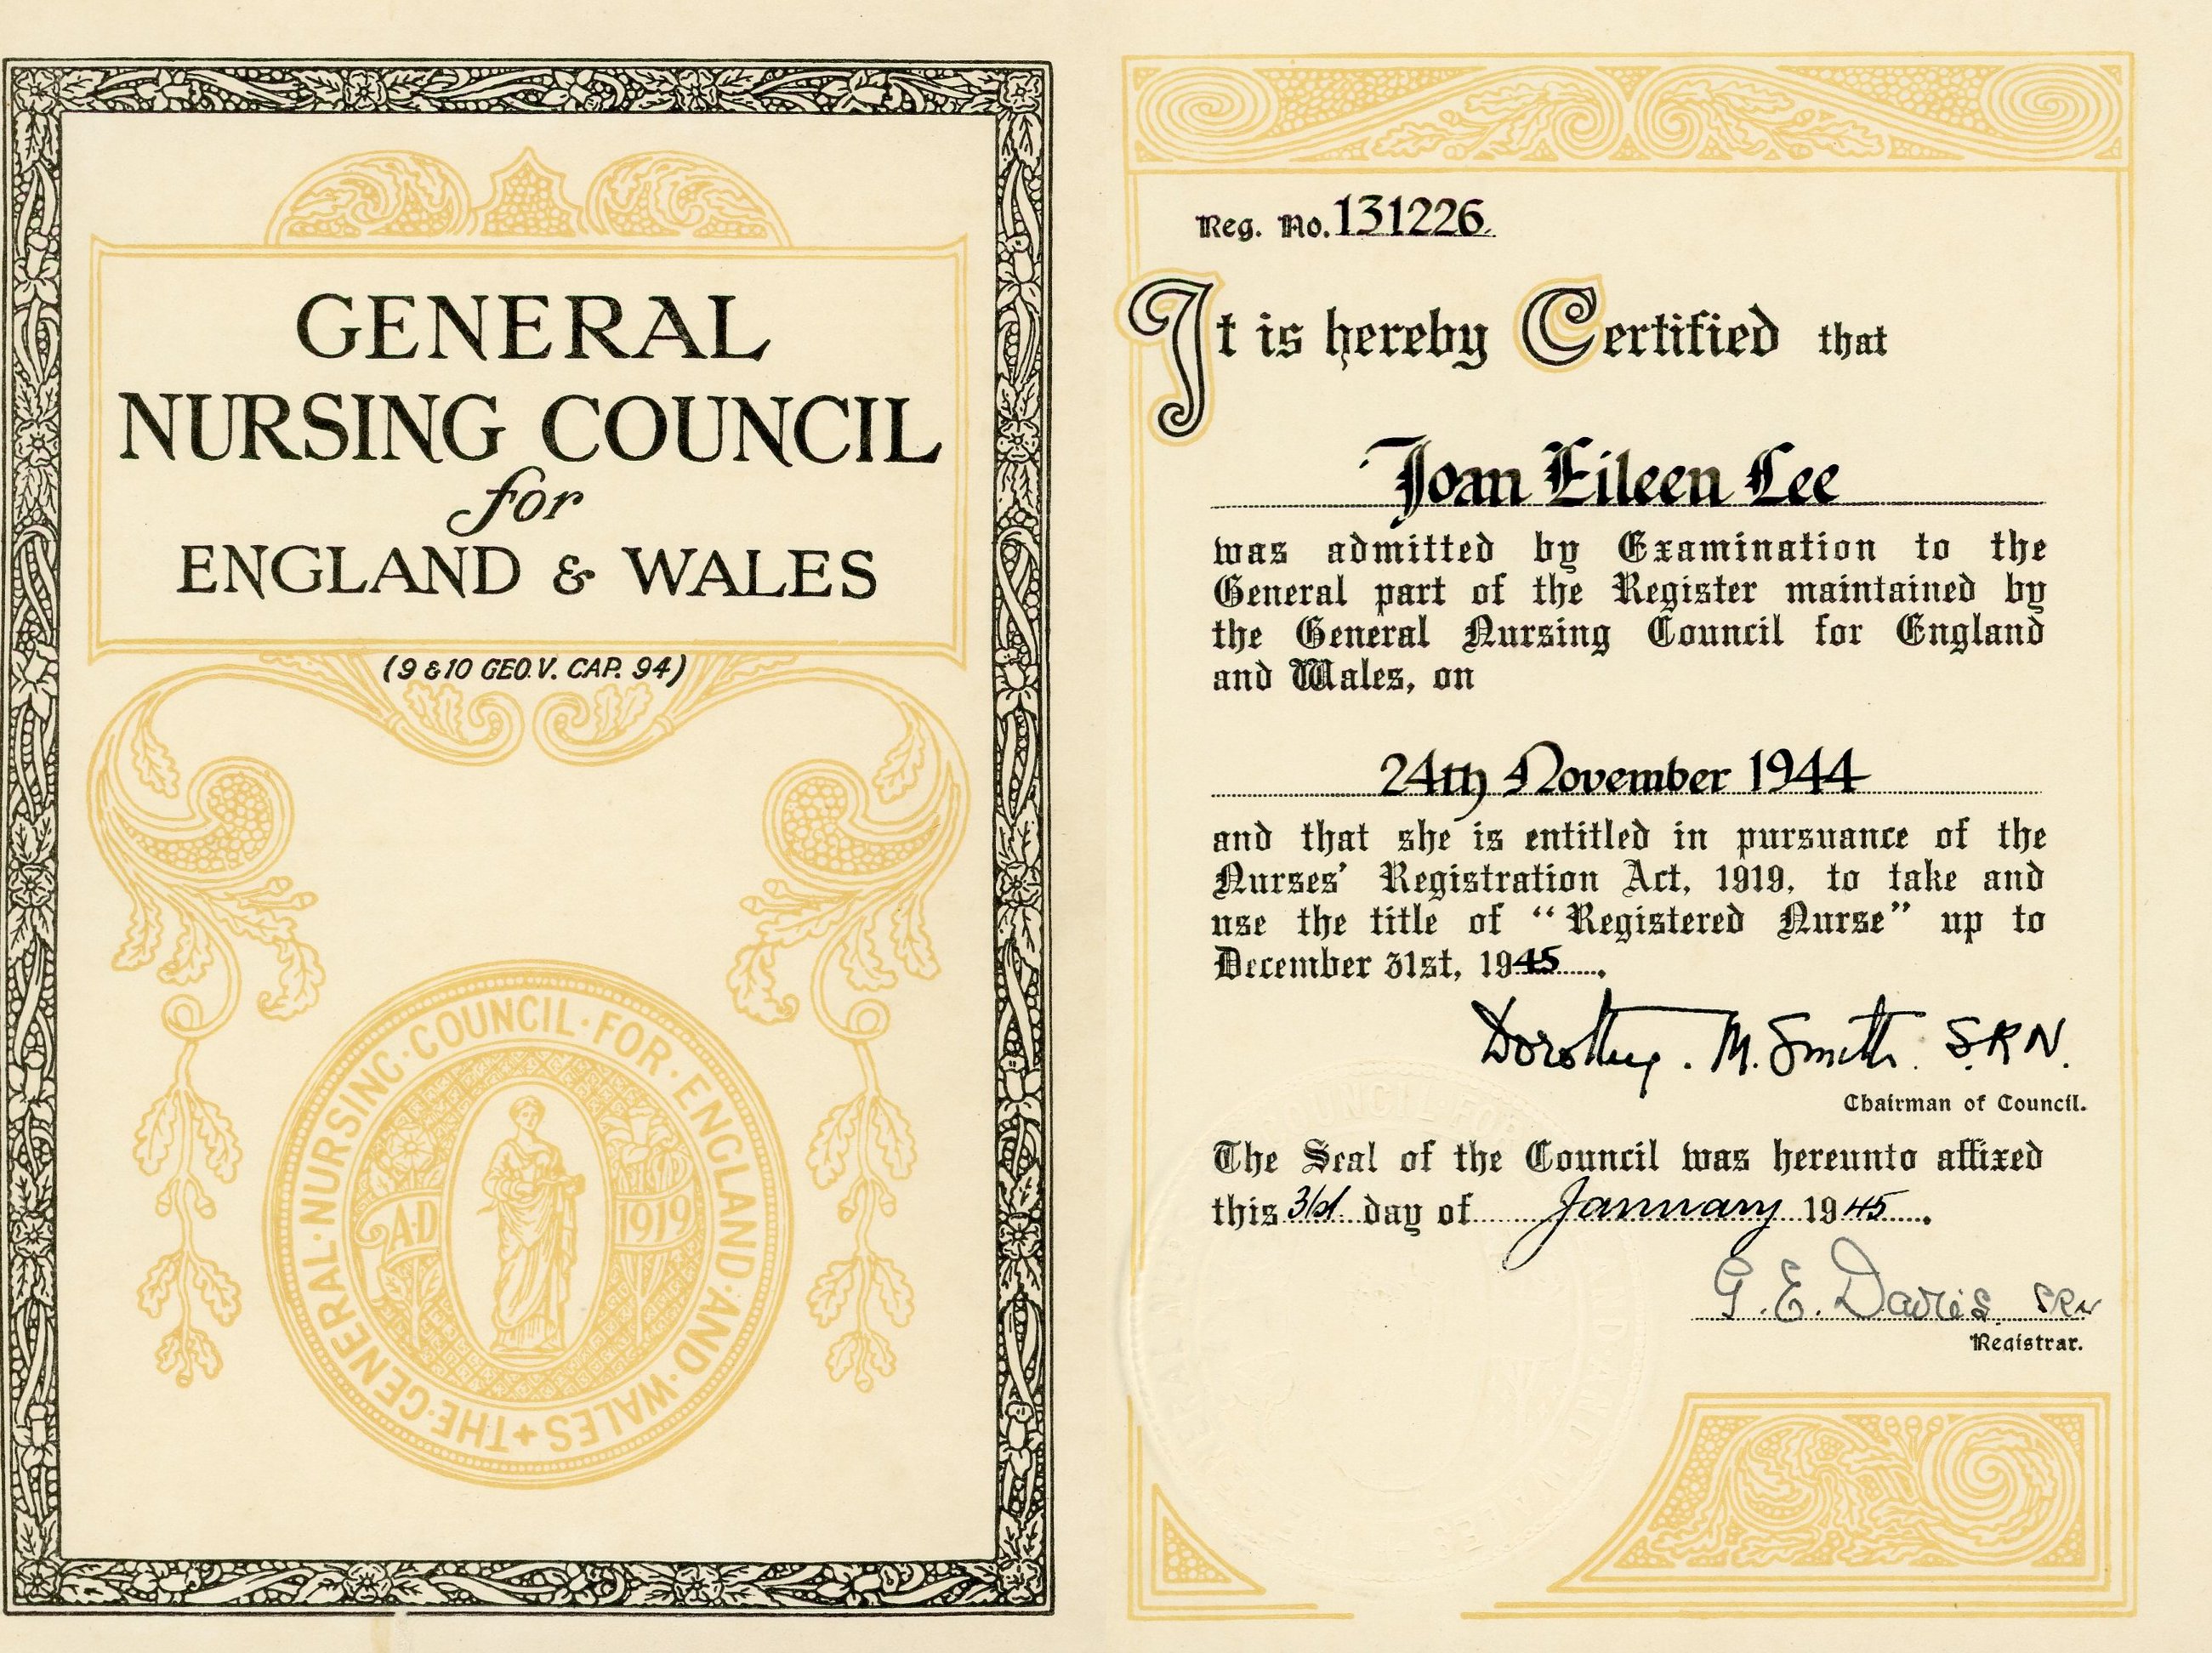 GENERAL
NURSING COUNCIL
for
ENGLAND & WALES
(9 & 10 GEO. V. CAP. 94)
THE·GENERAL·NURSING·COUNCIL·FOR·ENGLAND·AND·WALES+
A·D 1919
Reg. No. 131226.
It is hereby Certified that
Joan Eileen Lee
was admitted by Examination to the
General part of the Register maintained by
the General Nursing Council for England
and Wales, on
24th November 1944
and that she is entitled in pursuance of the
Nurses' Registration Act, 1919, to take and
use the title of "Registered Nurse" up to
December 31st, 1945.
Dorothy. M. Smith. S.R.N.
Chairman of Council.
The Seal of the Council was hereunto affixed
this 31st day of January 1945.
G. E. Davies SRN
Registrar.